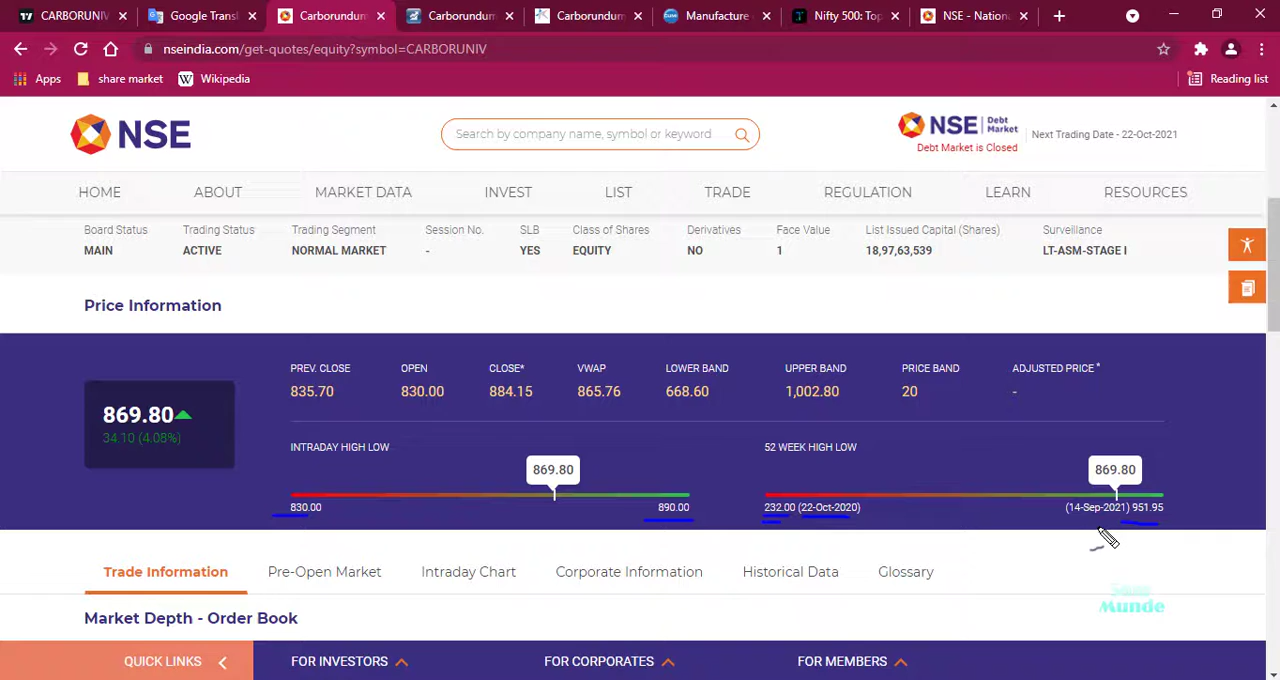 CARBORUNIV
Google Transl
Carborundum
Carborundum
Carborundum
Manufacture
Nifty 500: Top
NSE - Nation
nseindia.com/get-quotes/equity?symbol=CARBORUNIV
Apps share market Wikipedia Reading list
NSE
Search by company name, symbol or keyword
NSE Debt Market
Debt Market is Closed
Next Trading Date - 22-Oct-2021
HOME ABOUT MARKET DATA INVEST LIST TRADE REGULATION LEARN RESOURCES
Board Status Trading Status Trading Segment Session No. SLB Class of Shares Derivatives Face Value List Issued Capital (Shares) Surveillance
MAIN ACTIVE NORMAL MARKET - YES EQUITY NO 1 18,97,63,539 LT-ASM-STAGE I
Price Information
PREV. CLOSE OPEN CLOSE* VWAP LOWER BAND UPPER BAND PRICE BAND ADJUSTED PRICE *
835.70 830.00 884.15 865.76 668.60 1,002.80 20 -
869.80
34.10 (4.08%)
INTRADAY HIGH LOW 52 WEEK HIGH LOW
869.80 869.80
830.00 890.00 232.00 (22-Oct-2020) (14-Sep-2021) 951.95
Trade Information Pre-Open Market Intraday Chart Corporate Information Historical Data Glossary
Munde
Market Depth - Order Book
QUICK LINKS FOR INVESTORS FOR CORPORATES FOR MEMBERS